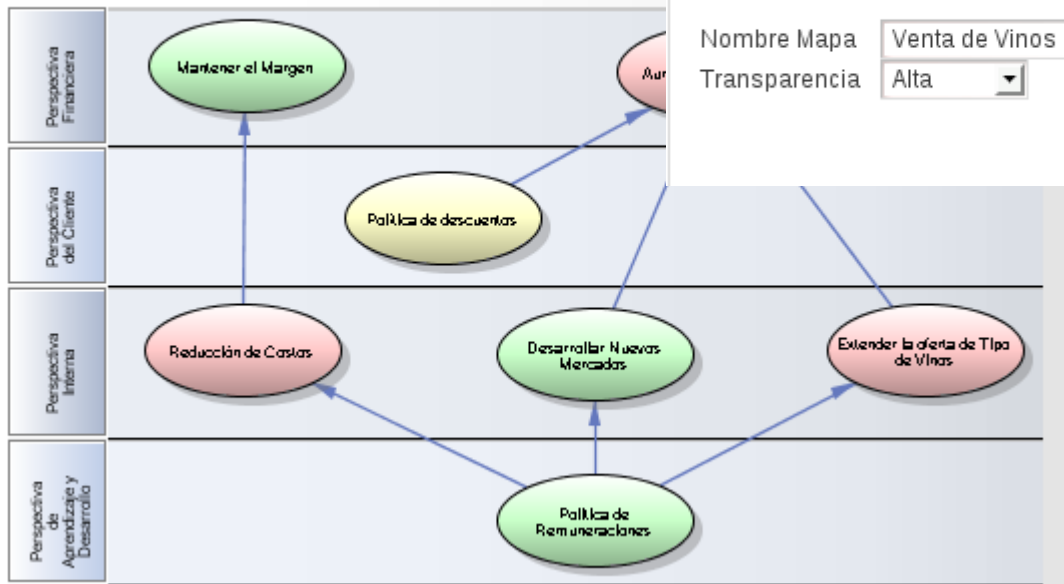 Perspectiva
Financiera
Mantener el Margen
Nombre Mapa Venta de Vinos
Transparencia Alta
Perspectiva
del Cliente
Política de descuentos
Perspectiva
Interna
Reducción de Costos
Desarrollar Nuevos
Mercados
Extender la oferta de Tipo
de Vinos
Perspectiva
de
Aprendizaje y
Desarrollo
Política de
Remuneraciones